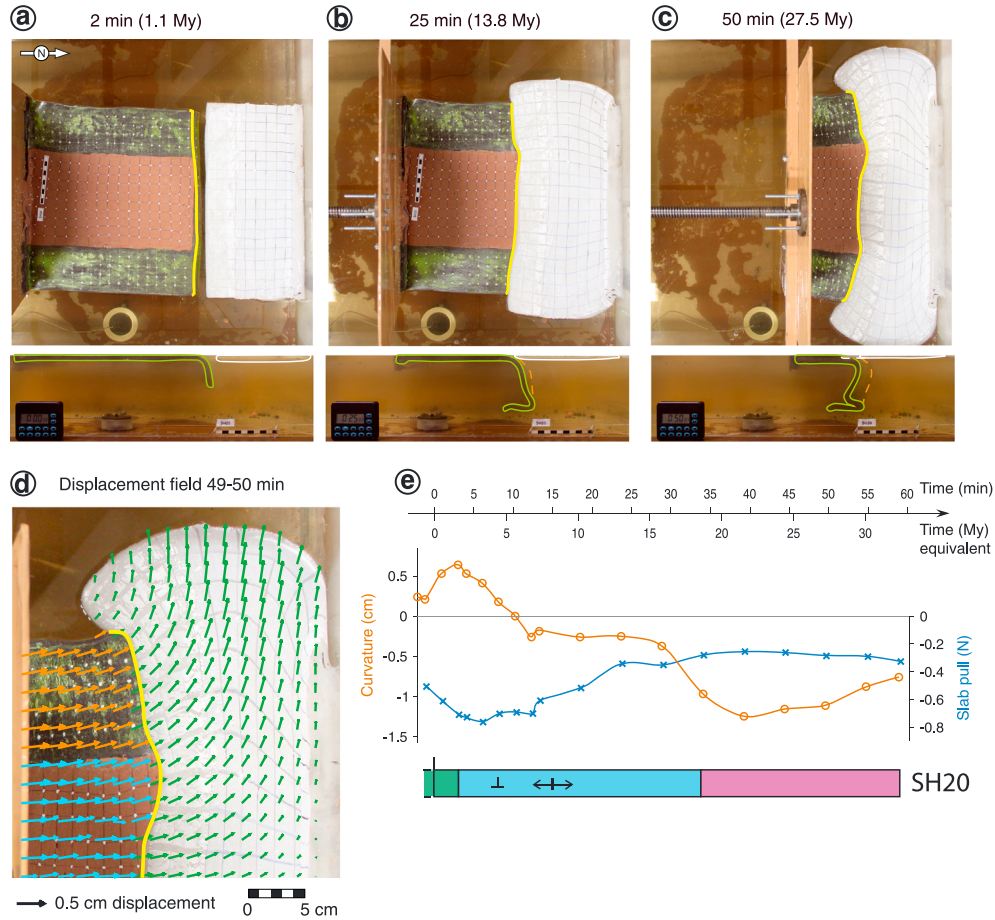 a 2 min (1.1 My)
b 25 min (13.8 My)
c 50 min (27.5 My)
N
d Displacement field 49-50 min
0.5 cm displacement
0 5 cm
e
0 5 10 5 10 15 20 25 30 35 40 45 50 55 60 Time (min)
0 5 10 15 20 25 30 Time (My)
equivalent
Curvature (cm)
0.5
0
-0.5
-1
-1.5
0
-0.2
-0.4
-0.6
-0.8
Slab pull (N)
SH20